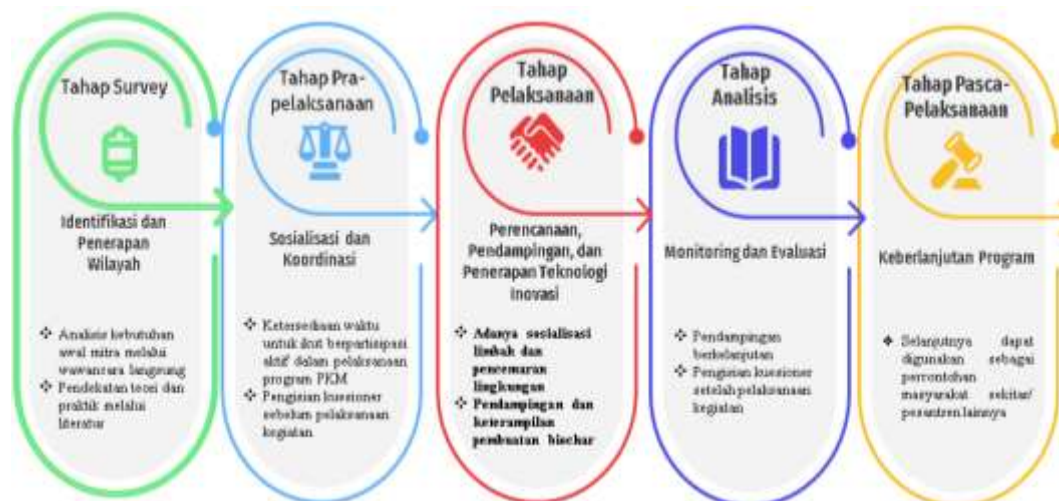 Tahap Survey
Identifikasi dan
Penerapan
Wilayah
❖ Analisis kebutuhan
awal mitra melalui
wawancara langsung
❖ Pendekatan teori dan
praktik melalui
literatur
Tahap Pra-
pelaksanaan
Sosialisasi dan
Koordinasi
❖ Ketersediaan waktu
untuk ikut berpartisipasi
aktif dalam pelaksanaan
program PKM
❖ Pengisian kuesioner
sebelum pelaksanaan
kegiatan
Tahap
Pelaksanaan
Perencanaan,
Pendampingan, dan
Penerapan Teknologi
Inovasi
❖ Adanya sosialisasi
limbah dan
pencemaran
lingkungan
❖ Pendampingan dan
keterampilan
pembuatan biochar
Tahap
Analisis
Monitoring dan Evaluasi
❖ Pendampingan
berkelanjutan
❖ Pengisian kuesioner
setelah pelaksanaan
kegiatan
Tahap Pasca-
Pelaksanaan
Keberlanjutan Program
❖ Selanjutnya dapat
digunakan sebagai
percontohan
masyarakat sekitar/
pesantren lainnya